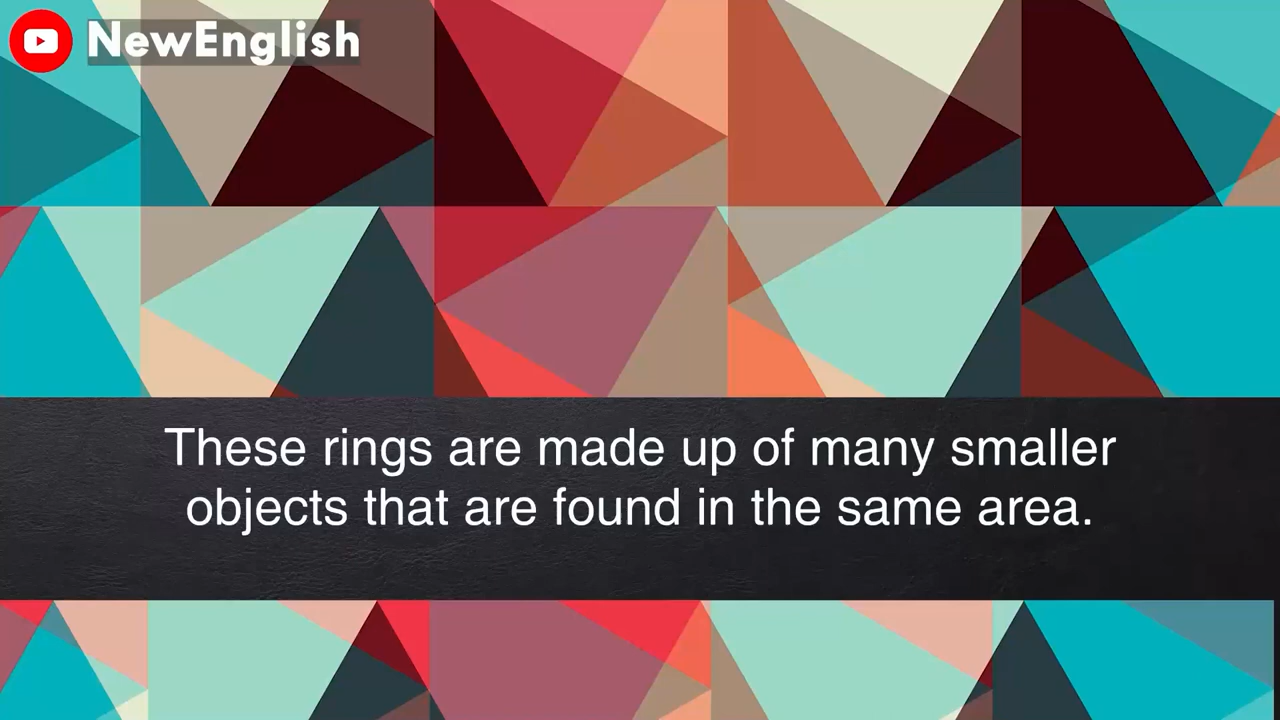 NewEnglish
These rings are made up of many smaller
objects that are found in the same area.